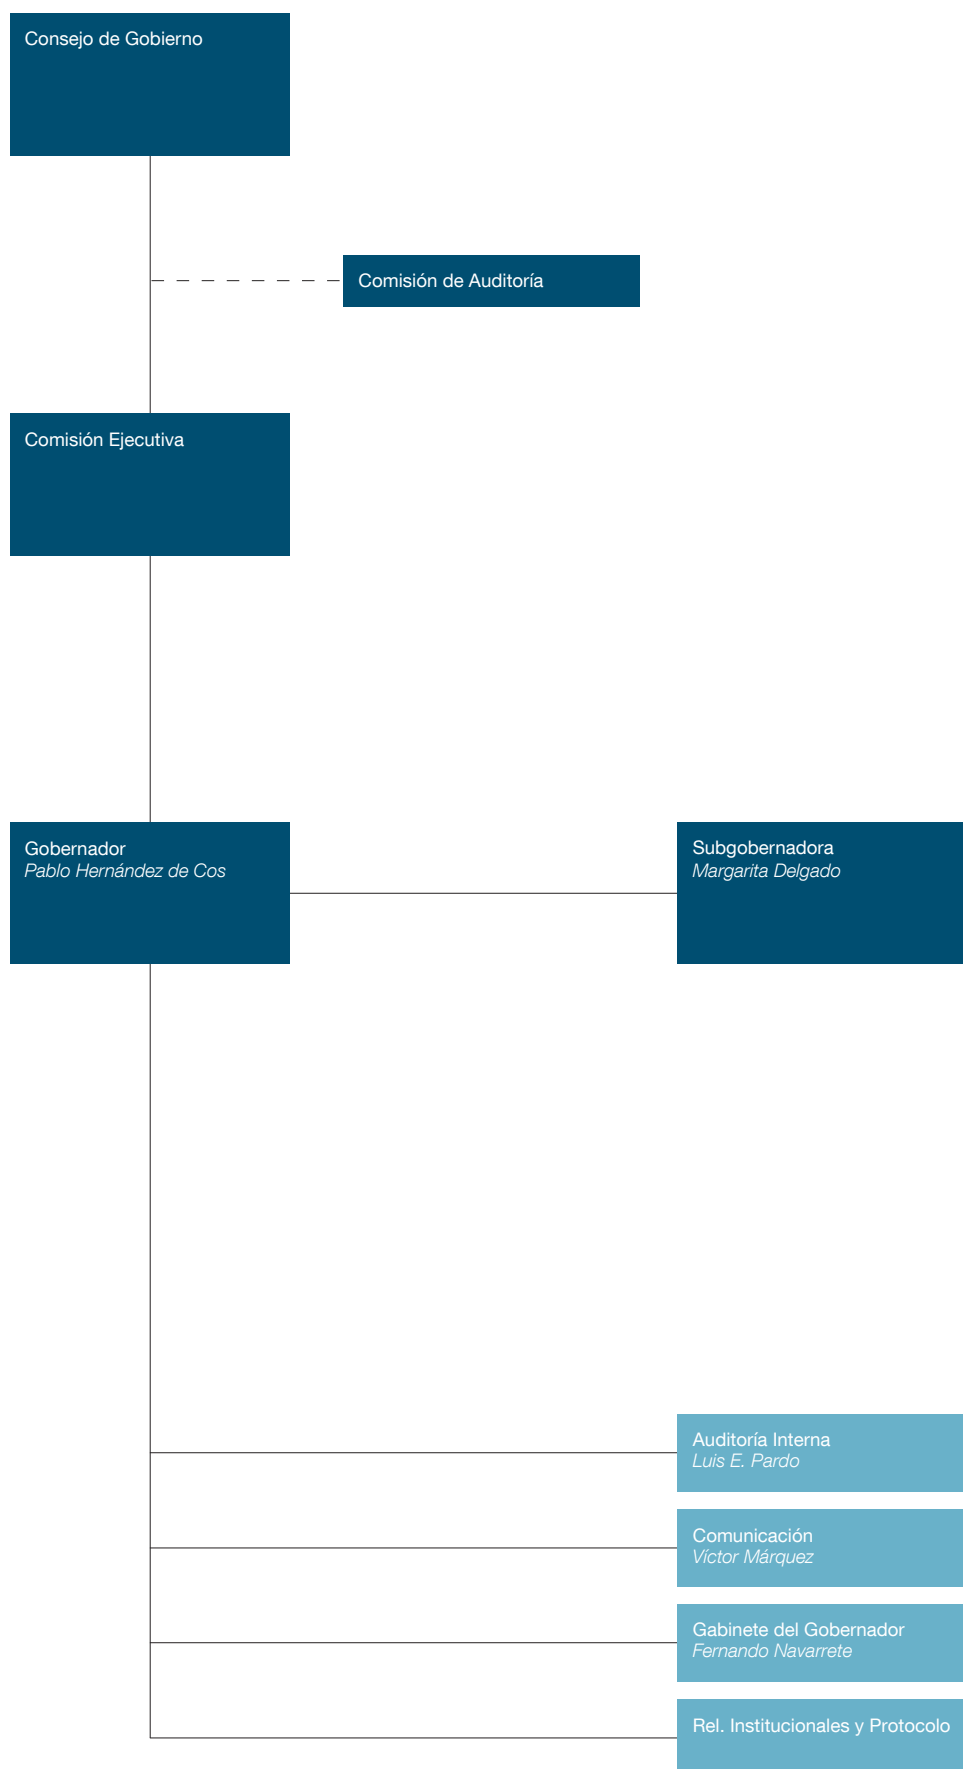 Consejo de Gobierno
Comisión de Auditoría
Comisión Ejecutiva
Gobernador
Pablo Hernández de Cos
Subgobernadora
Margarita Delgado
Auditoría Interna
Luis E. Pardo
Comunicación
Víctor Márquez
Gabinete del Gobernador
Fernando Navarrete
Rel. Institucionales y Protocolo